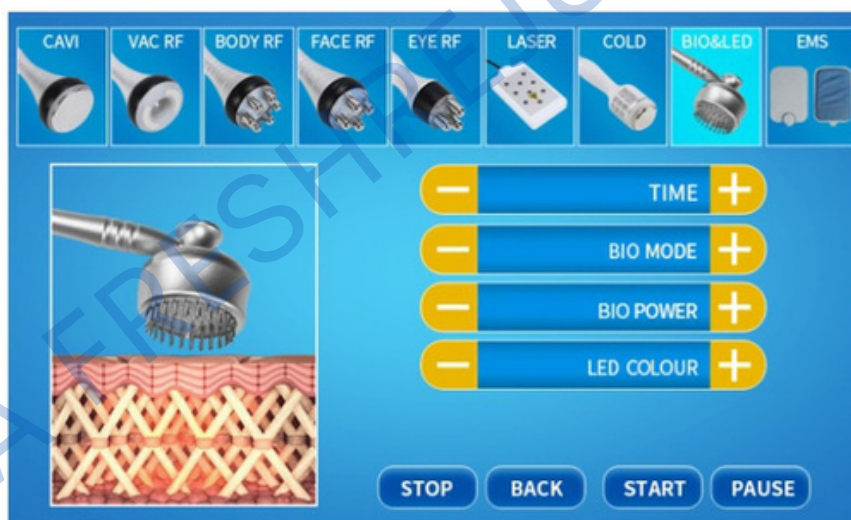 CAVI VAC RF BODY RF FACE RF EYE RF LASER COLD BIO&LED EMS
TIME
BIO MODE
BIO POWER
LED COLOUR
STOP BACK START PAUSE